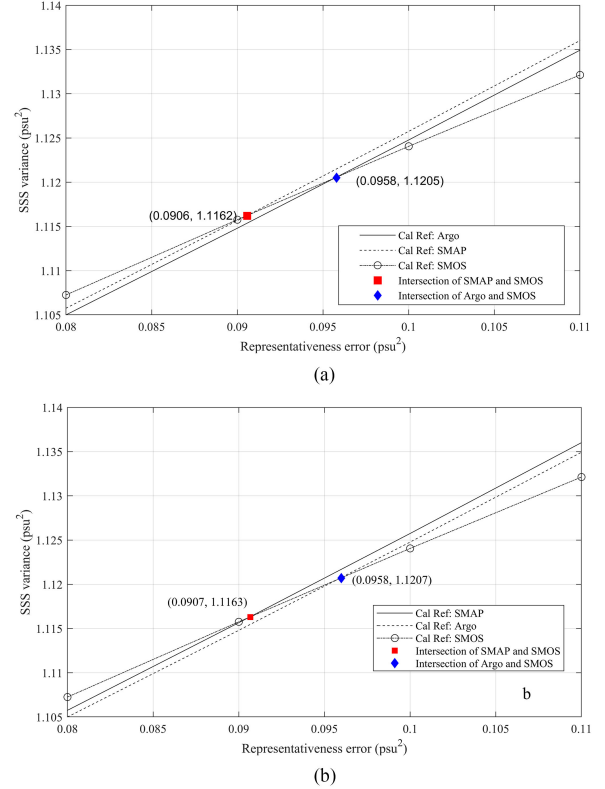 1.14
1.135
1.13
1.125
1.12
1.115
1.11
1.105
SSS variance (psu2)
(0.0958, 1.1205)
(0.0906, 1.1162)
Cal Ref: Argo
Cal Ref: SMAP
Cal Ref: SMOS
Intersection of SMAP and SMOS
Intersection of Argo and SMOS
0.08 0.085 0.09 0.095 0.1 0.105 0.11
Representativeness error (psu2)
(a)
1.14
1.135
1.13
1.125
1.12
1.115
1.11
1.105
SSS variance (psu2)
(0.0958, 1.1207)
(0.0907, 1.1163)
Cal Ref: SMAP
Cal Ref: Argo
Cal Ref: SMOS
Intersection of SMAP and SMOS
Intersection of Argo and SMOS
b
0.08 0.085 0.09 0.095 0.1 0.105 0.11
Representativeness error (psu2)
(b)